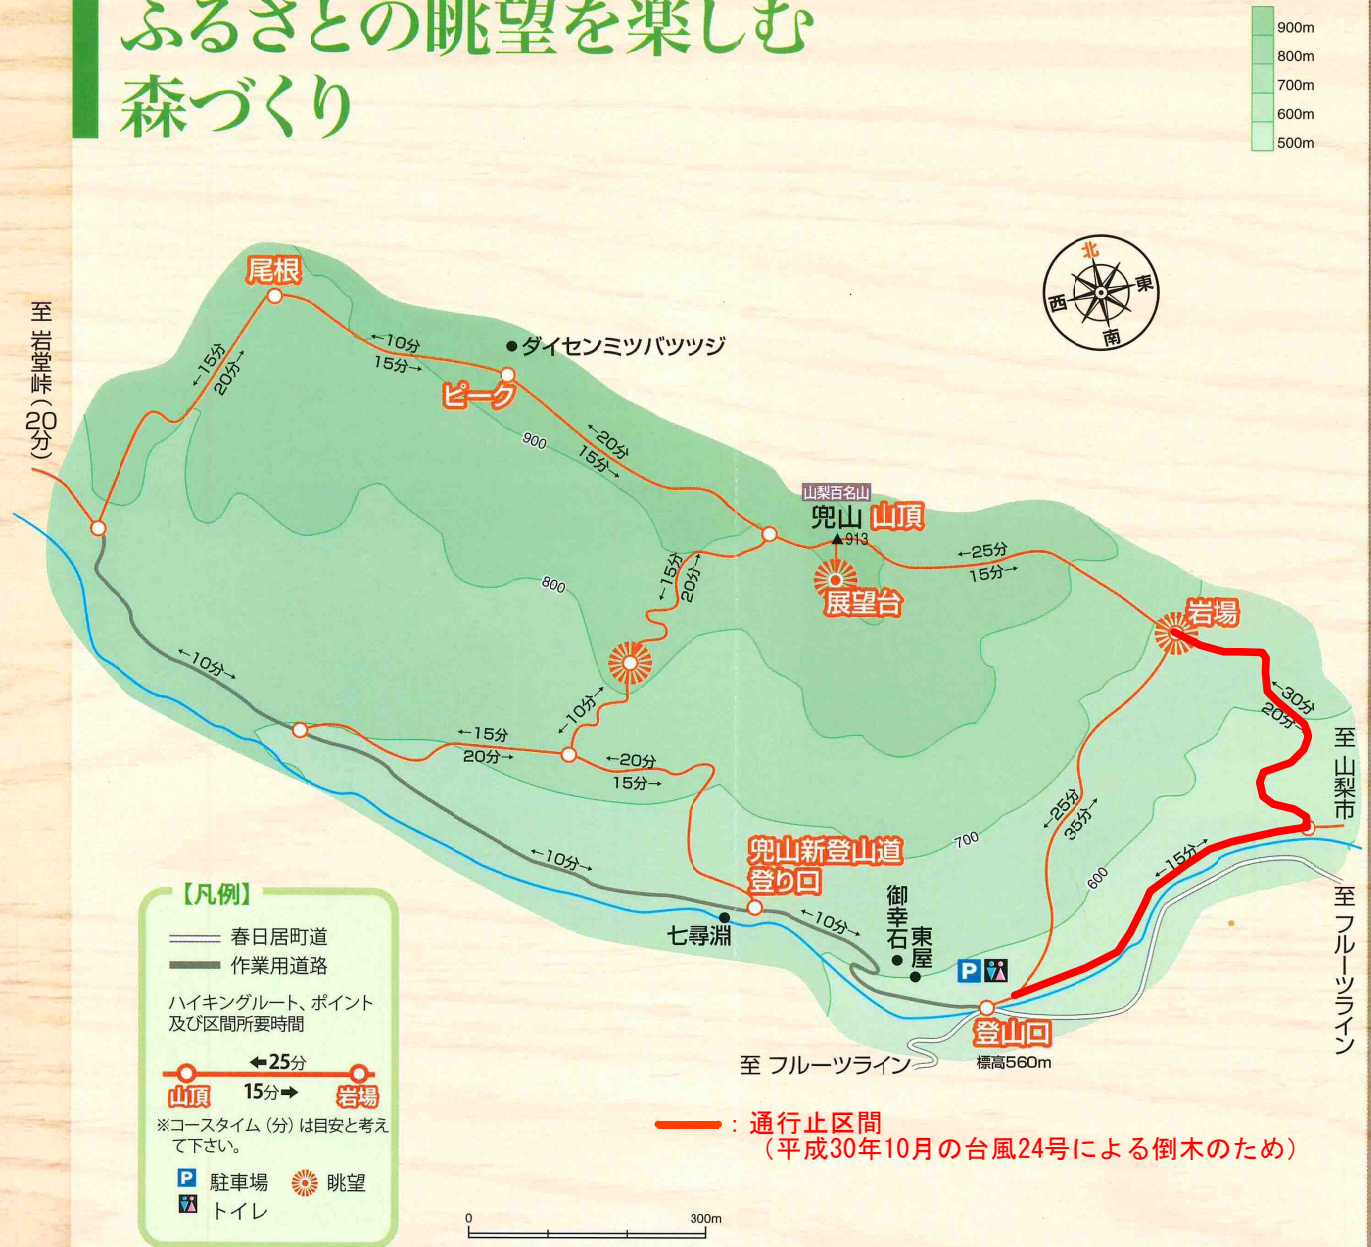 ふるさとの眺望を楽しむ
森づくり
900m
800m
700m
600m
500m
北
東
西
南
尾根
至 岩堂峠（20分）
←15分
20分→
←10分
15分→
ダイセンミツバツツジ
ピーク
900
←20分
15分→
山梨百名山
兜山 山頂
913
展望台
←25分
15分→
岩場
←15分
20分→
800
←30分
20分→
至 山梨市
←10分→
←10分→
←15分
20分→
←20分
15分→
←25分
35分→
700
600
←15分→
兜山新登山道
登り口
←10分→
←10分→
七尋淵
御幸石
東屋
P
登山口
標高560m
至 フルーツライン
至 フルーツライン
【凡例】
春日居町道
作業用道路
ハイキングルート、ポイント
及び区間所要時間
←25分
15分→
山頂
岩場
※コースタイム（分）は目安と考え
て下さい。
P 駐車場 眺望
トイレ
：通行止区間
（平成30年10月の台風24号による倒木のため）
0 300m